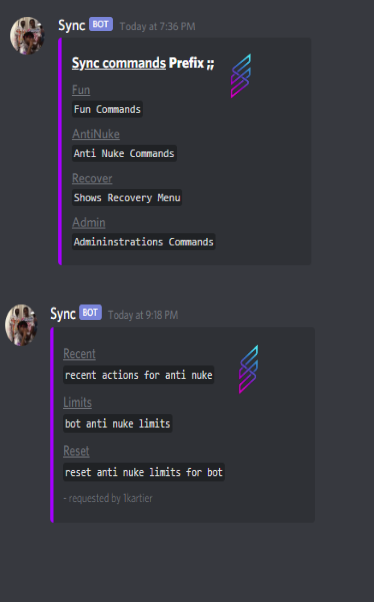 Sync BOT Today at 7:36 PM
Sync commands Prefix ;;
Fun
Fun Commands
AntiNuke
Anti Nuke Commands
Recover
Shows Recovery Menu
Admin
Admininstrations Commands
Sync BOT Today at 9:18 PM
Recent
recent actions for anti nuke
Limits
bot anti nuke limits
Reset
reset anti nuke limits for bot
- requested by 1kartier